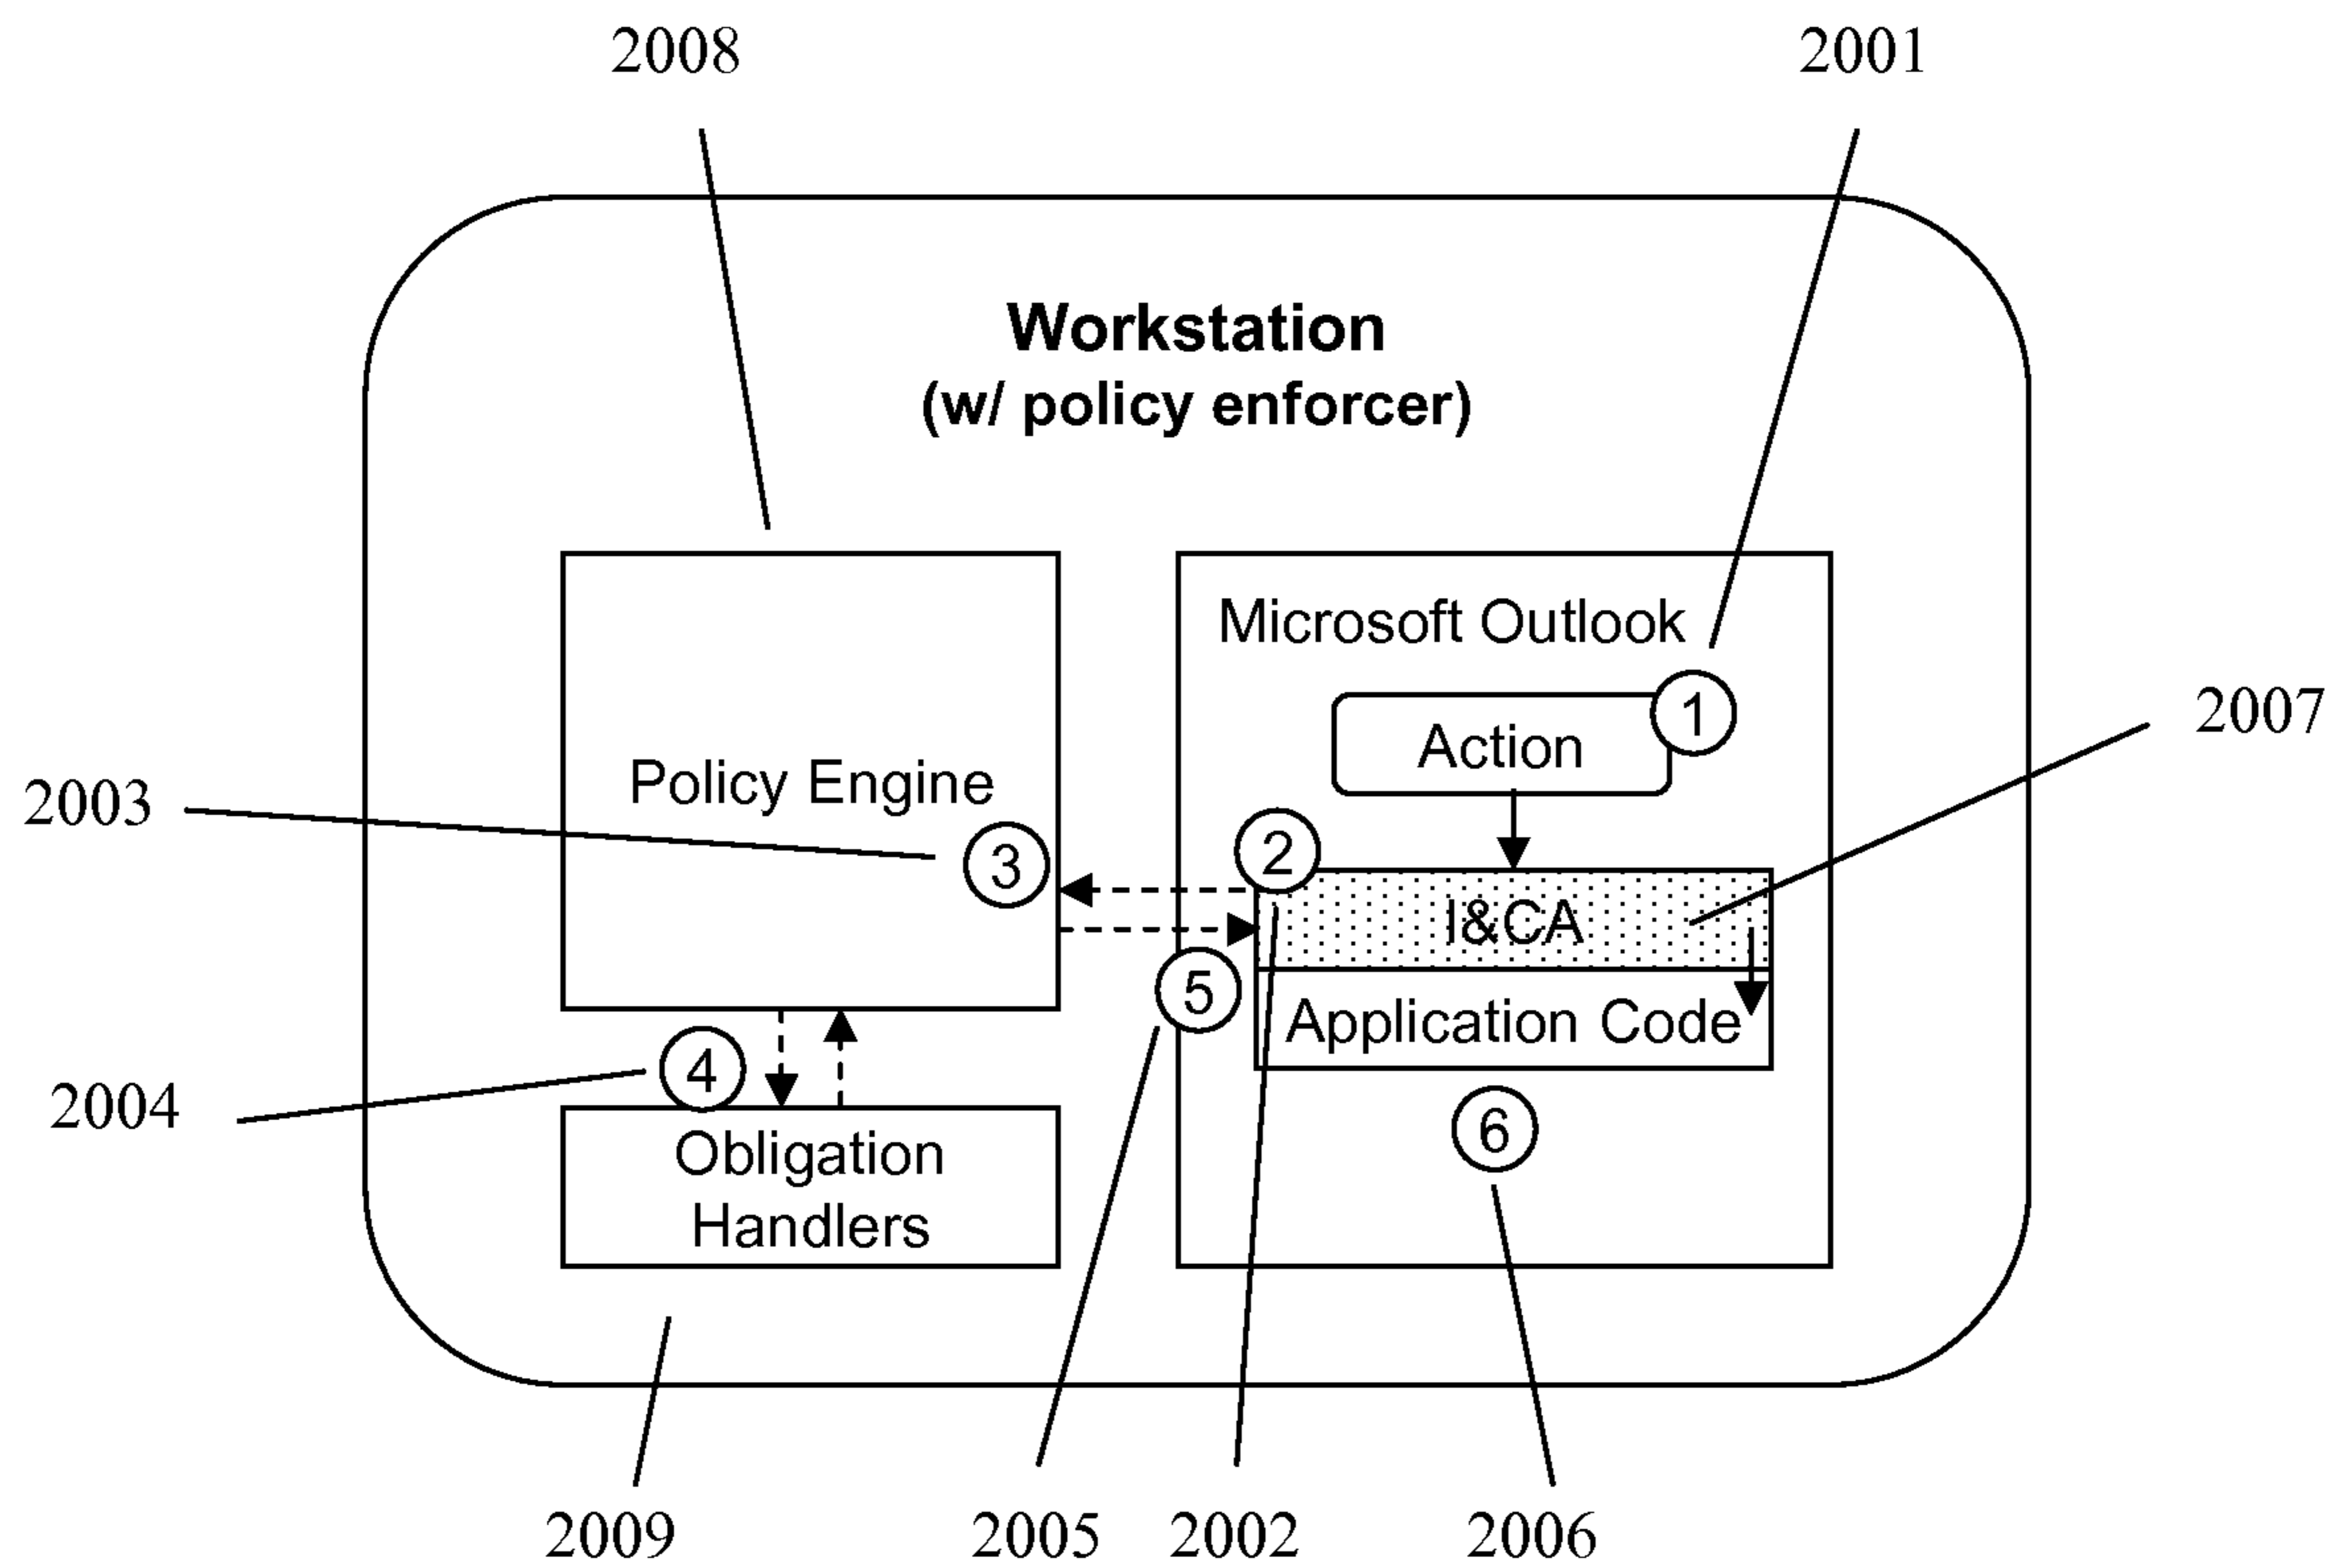 2008
2001
Workstation
(w/ policy enforcer)
Microsoft Outlook
1
Action
2007
Policy Engine
2003
3
2
I&CA
5
Application Code
4
2004
6
Obligation
Handlers
2009
2005
2002
2006